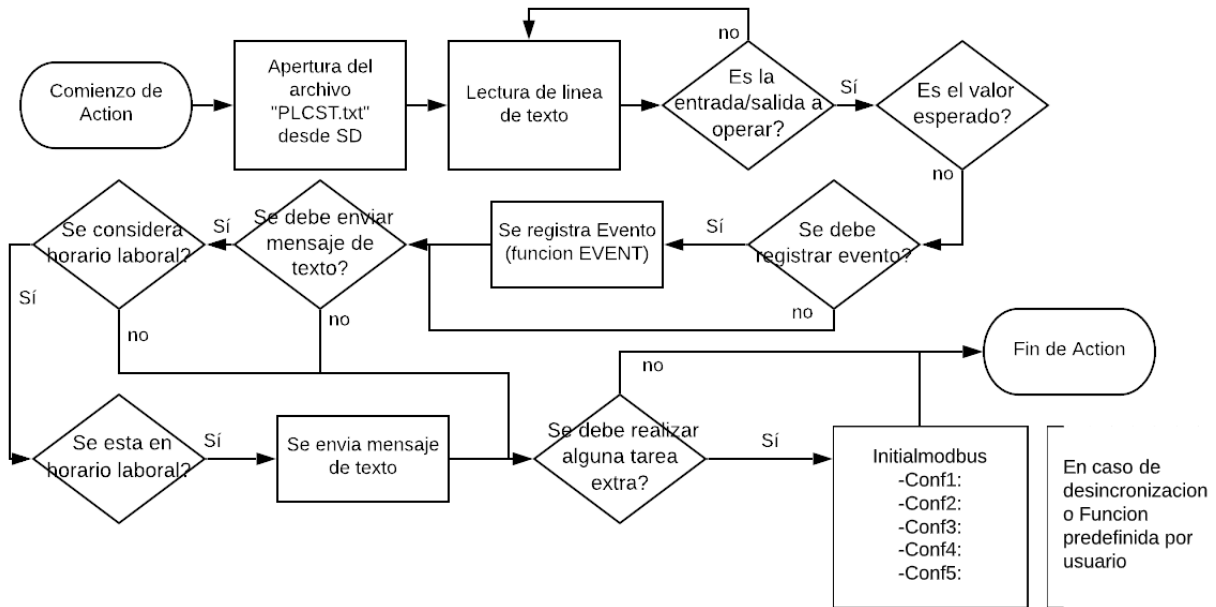 Comienzo de
Action
Apertura del
archivo
"PLCST.txt"
desde SD
Lectura de linea
de texto
no
Es la
entrada/salida a
operar?
Sí
Es el valor
esperado?
no
Se debe
registrar evento?
Sí
no
Se registra Evento
(funcion EVENT)
Se debe enviar
mensaje de
texto?
Sí
no
Se considera
horario laboral?
Sí
no
Se esta en
horario laboral?
Sí
Se envia mensaje
de texto
Se debe realizar
alguna tarea
extra?
no
Sí
Initialmodbus
-Conf1:
-Conf2:
-Conf3:
-Conf4:
-Conf5:
En caso de
desincronizacion
o Funcion
predefinida por
usuario
Fin de Action